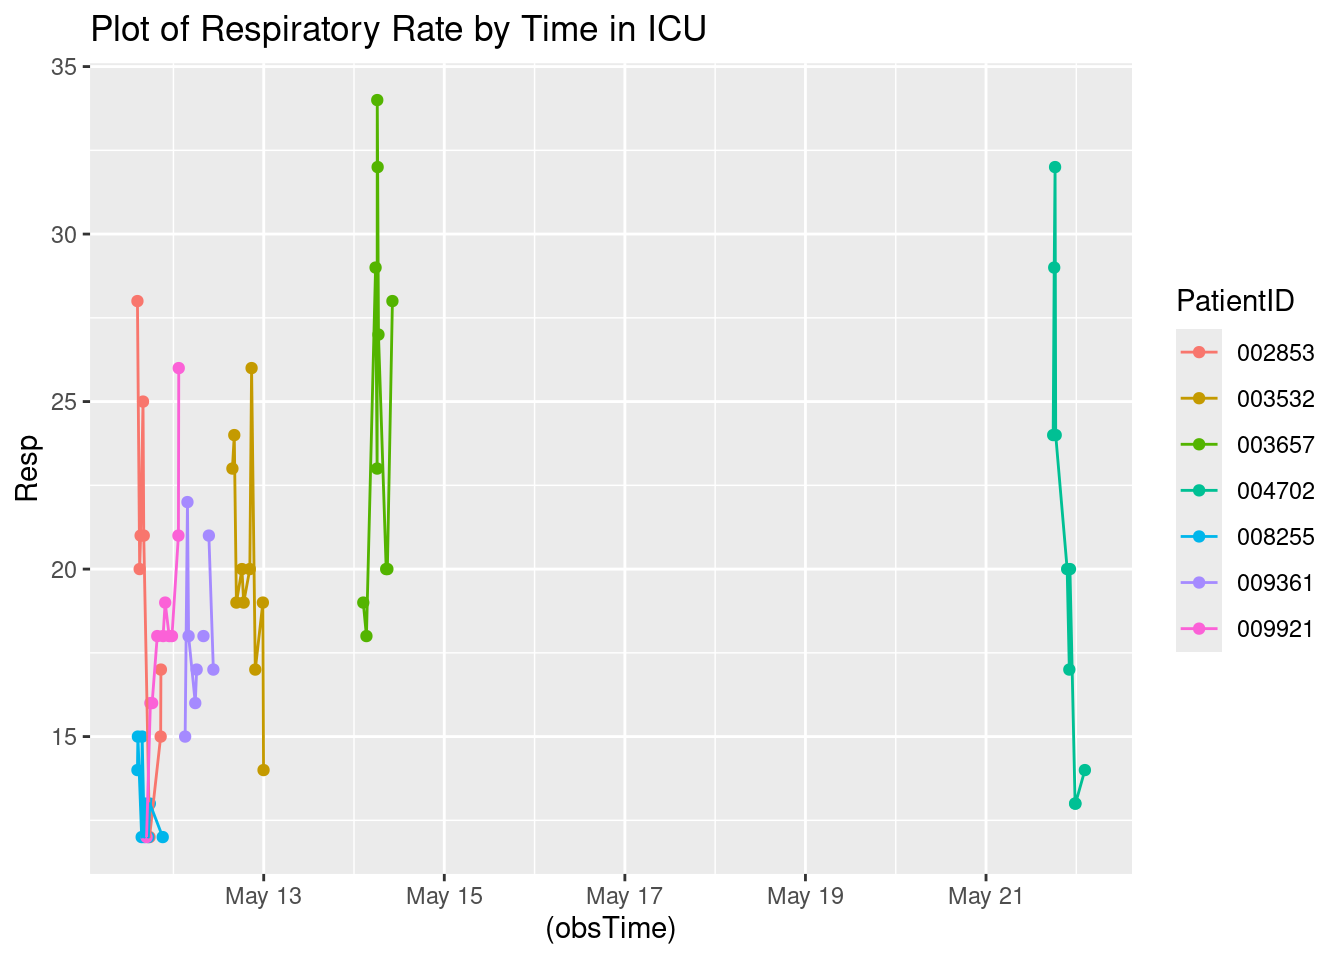 Plot of Respiratory Rate by Time in ICU
35
30
25
20
15
Resp
May 13
May 15
May 17
May 19
May 21
(obsTime)
PatientID
002853
003532
003657
004702
008255
009361
009921